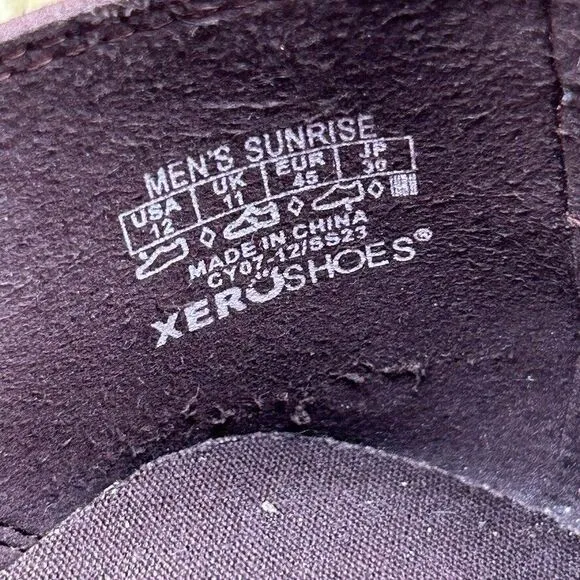 MEN'S SUNRISE
USA UK EUR JP
12 11 45 30
MADE IN CHINA
CY07-12/SS23
XEROSHOES®